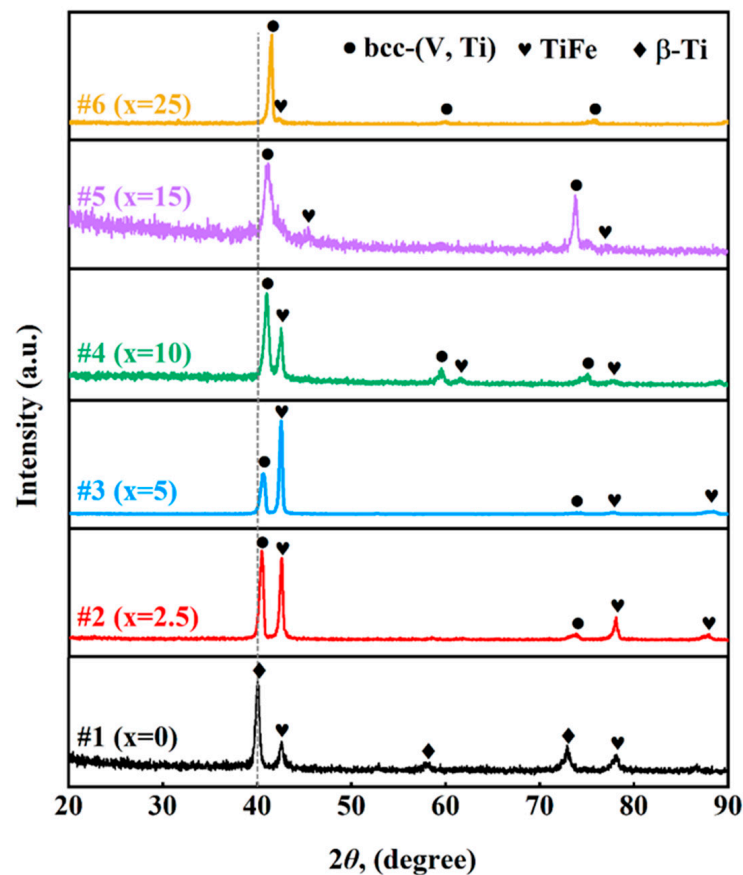 ● bcc-(V, Ti) ♥ TiFe ♦ β-Ti
#6 (x=25)
#5 (x=15)
#4 (x=10)
#3 (x=5)
#2 (x=2.5)
#1 (x=0)
Intensity (a.u.)
20 30 40 50 60 70 80 90
2θ, (degree)